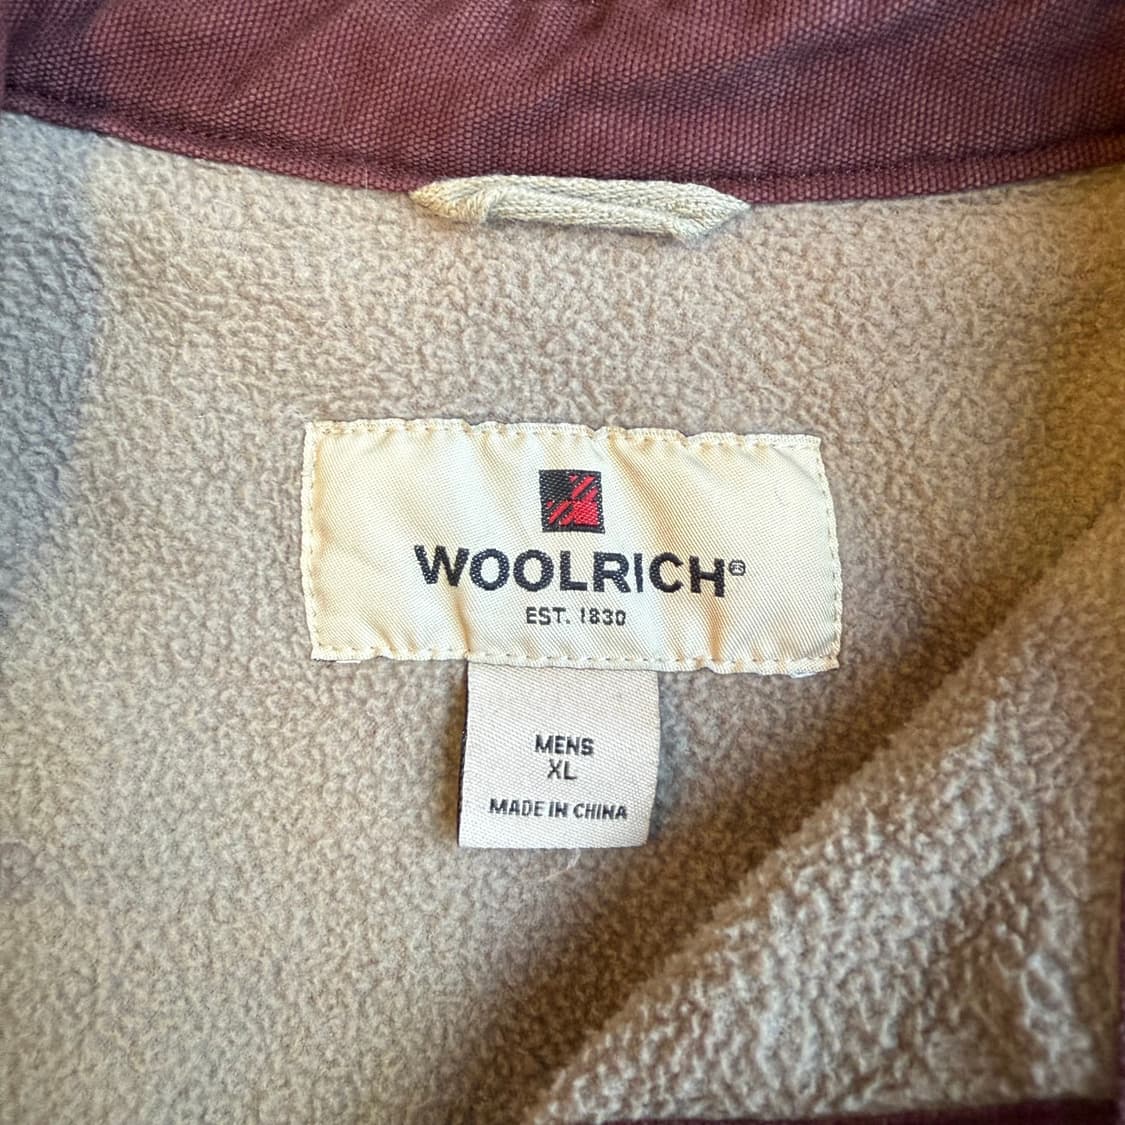 WOOLRICH®
EST. 1830
MENS
XL
MADE IN CHINA